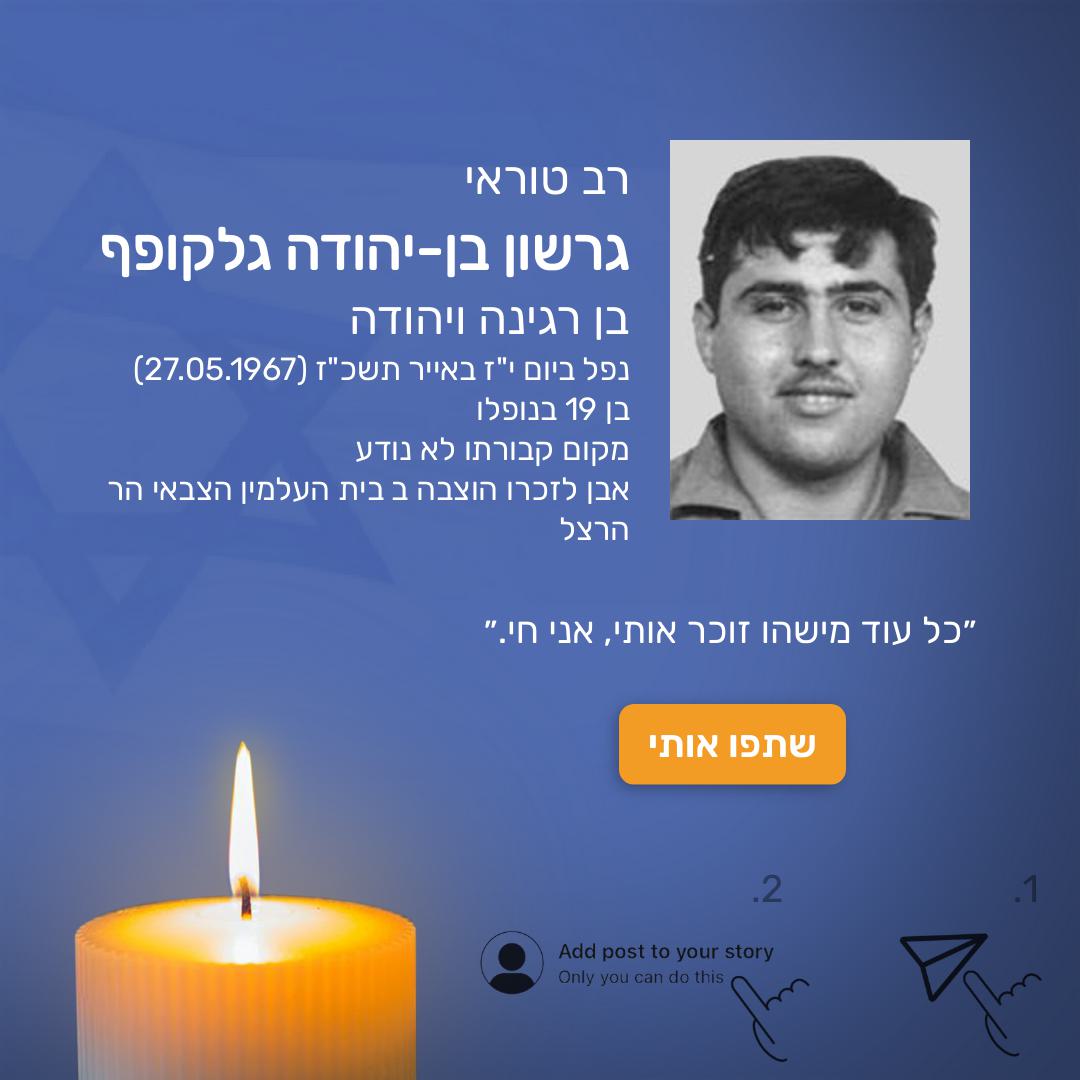 רב טוראי
גרשון בן-יהודה גלקופף
בן רגינה ויהודה
נפל ביום י"ז באייר תשכ"ז (27.05.1967)
בן 19 בנופלו
מקום קבורתו לא נודע
אבן לזכרו הוצבה ב בית העלמין הצבאי הר
הרצל
״כל עוד מישהו זוכר אותי, אני חי.״
שתפו אותי
1.
2.
Add post to your story
Only you can do this